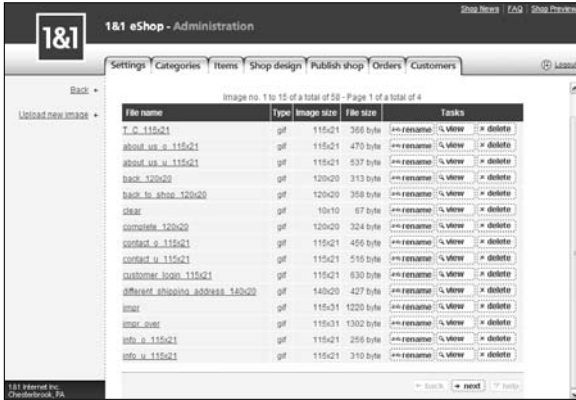 Shop News | FAQ | Shop Preview
1&1
1&1 eShop - Administration
Settings Categories Items Shop design Publish shop Orders Customers
Logout
Back
Upload new image
Image no. 1 to 15 of a total of 58 - Page 1 of a total of 4
File name Type Image size File size Tasks
T_C_115x21 gif 115x21 366 byte rename view delete
about_us_o_115x21 gif 115x21 470 byte rename view delete
about_us_u_115x21 gif 115x21 537 byte rename view delete
back_120x20 gif 120x20 313 byte rename view delete
back_to_shop_120x20 gif 120x20 358 byte rename view delete
clear gif 10x10 67 byte rename view delete
complete_120x20 gif 120x20 324 byte rename view delete
contact_o_115x21 gif 115x21 456 byte rename view delete
contact_u_115x21 gif 115x21 516 byte rename view delete
customer_login_115x21 gif 115x21 630 byte rename view delete
different_shipping_address_140x20 gif 140x20 427 byte rename view delete
impr gif 115x31 1220 byte rename view delete
impr_over gif 115x31 1302 byte rename view delete
info_o_115x21 gif 115x21 256 byte rename view delete
info_u_115x21 gif 115x21 310 byte rename view delete
back next help
1&1 Internet Inc.
Chesterbrook, PA